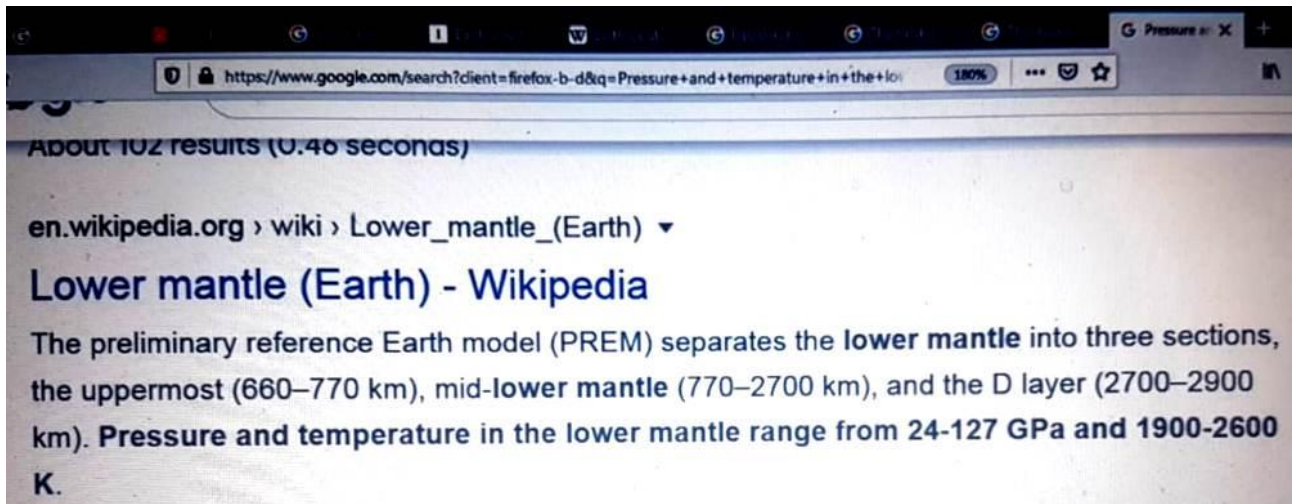 Pressure
https://www.google.com/search?client=firefox-b-d&q=Pressure+and+temperature+in+the+lo
180%
About 102 results (0.46 seconds)
en.wikipedia.org › wiki › Lower_mantle_(Earth)
Lower mantle (Earth) - Wikipedia
The preliminary reference Earth model (PREM) separates the lower mantle into three sections,
the uppermost (660–770 km), mid-lower mantle (770–2700 km), and the D layer (2700–2900
km). Pressure and temperature in the lower mantle range from 24-127 GPa and 1900-2600
K.